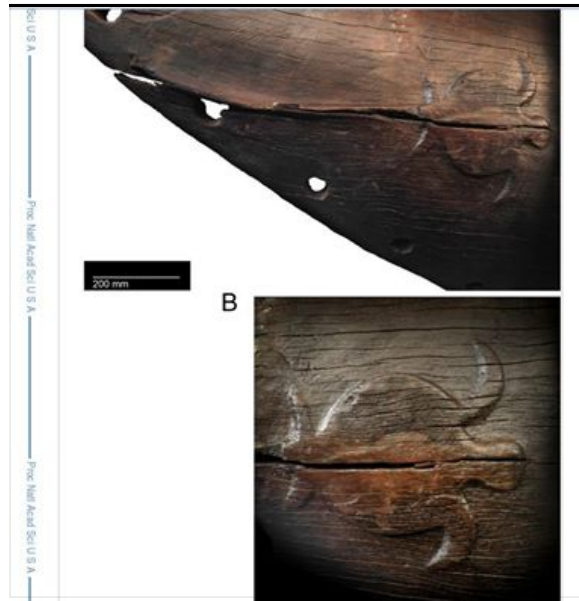 Sci U S A
Proc Natl Acad Sci U S A
Proc Natl Acad Sci U S A
200 mm
B